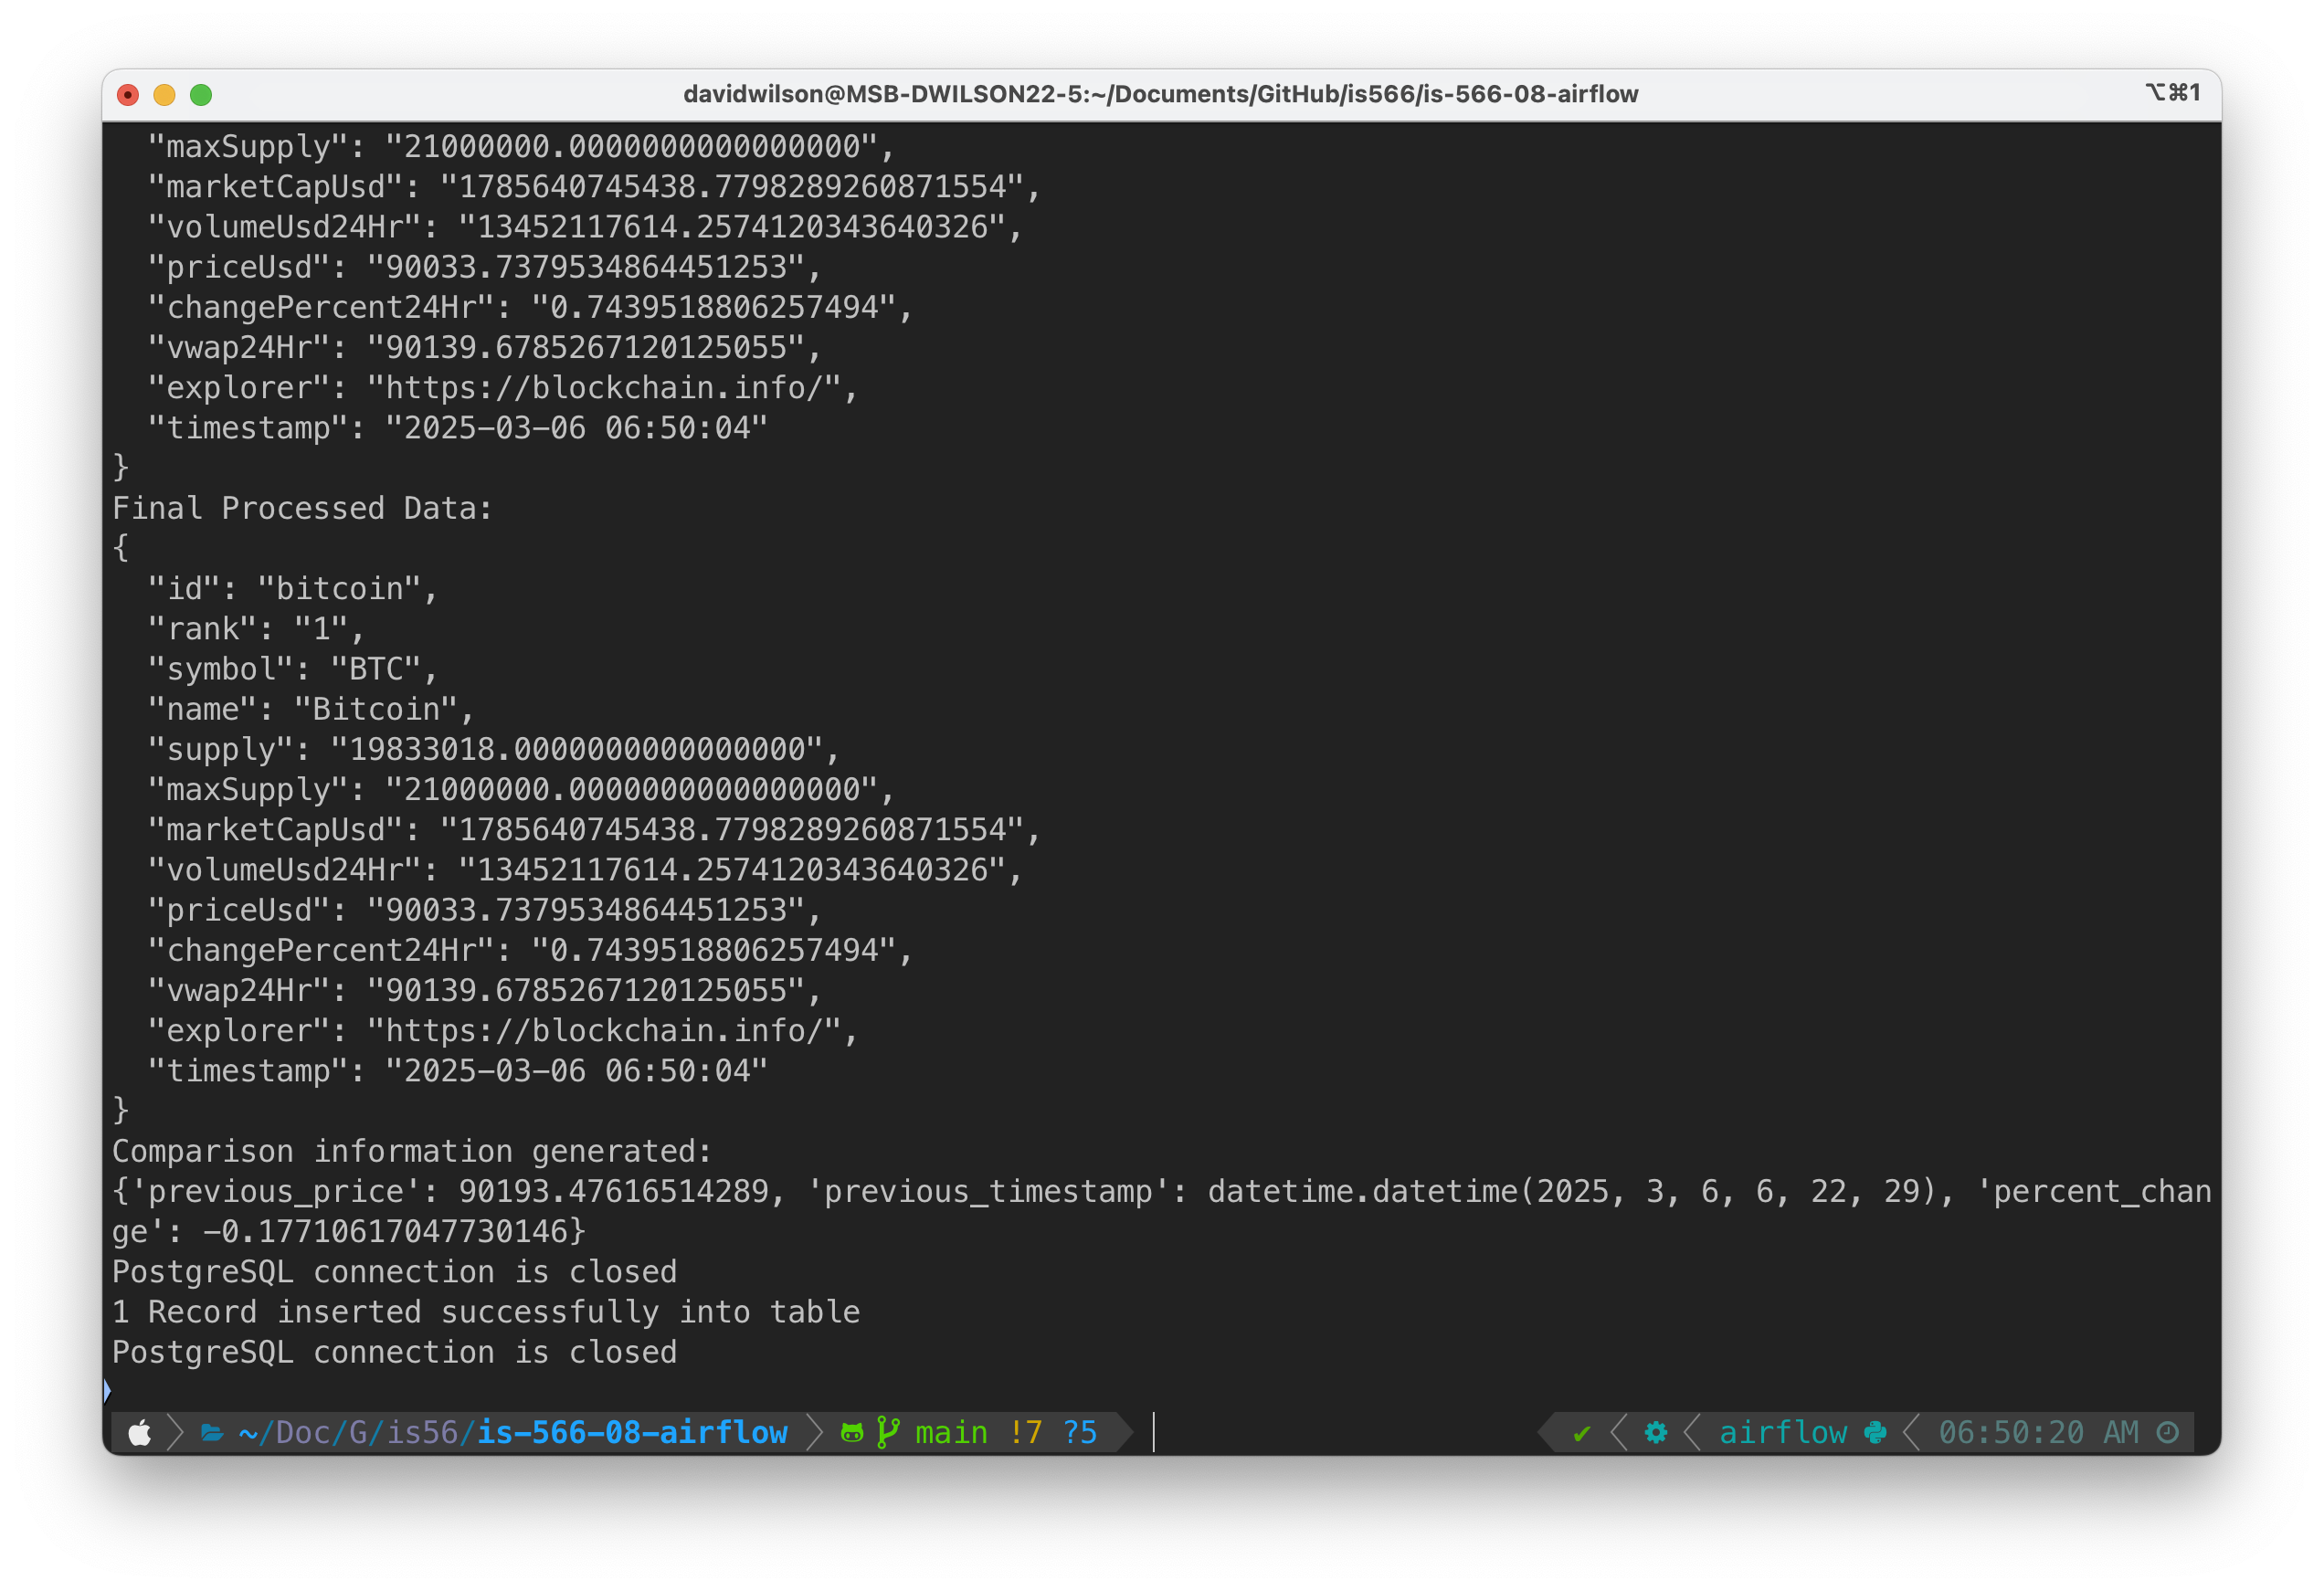 davidwilson@MSB-DWILSON22-5:~/Documents/GitHub/is566/is-566-08-airflow
⌥⌘1
"maxSupply": "21000000.0000000000000000",
"marketCapUsd": "1785640745438.7798289260871554",
"volumeUsd24Hr": "13452117614.2574120343640326",
"priceUsd": "90033.7379534864451253",
"changePercent24Hr": "0.7439518806257494",
"vwap24Hr": "90139.6785267120125055",
"explorer": "https://blockchain.info/",
"timestamp": "2025-03-06 06:50:04"
}
Final Processed Data:
{
"id": "bitcoin",
"rank": "1",
"symbol": "BTC",
"name": "Bitcoin",
"supply": "19833018.0000000000000000",
"maxSupply": "21000000.0000000000000000",
"marketCapUsd": "1785640745438.7798289260871554",
"volumeUsd24Hr": "13452117614.2574120343640326",
"priceUsd": "90033.7379534864451253",
"changePercent24Hr": "0.7439518806257494",
"vwap24Hr": "90139.6785267120125055",
"explorer": "https://blockchain.info/",
"timestamp": "2025-03-06 06:50:04"
}
Comparison information generated:
{'previous_price': 90193.47616514289, 'previous_timestamp': datetime.datetime(2025, 3, 6, 6, 22, 29), 'percent_chan
ge': -0.17710617047730146}
PostgreSQL connection is closed
1 Record inserted successfully into table
PostgreSQL connection is closed
~/Doc/G/is56/is-566-08-airflow main !7 ?5 ✔ airflow 06:50:20 AM